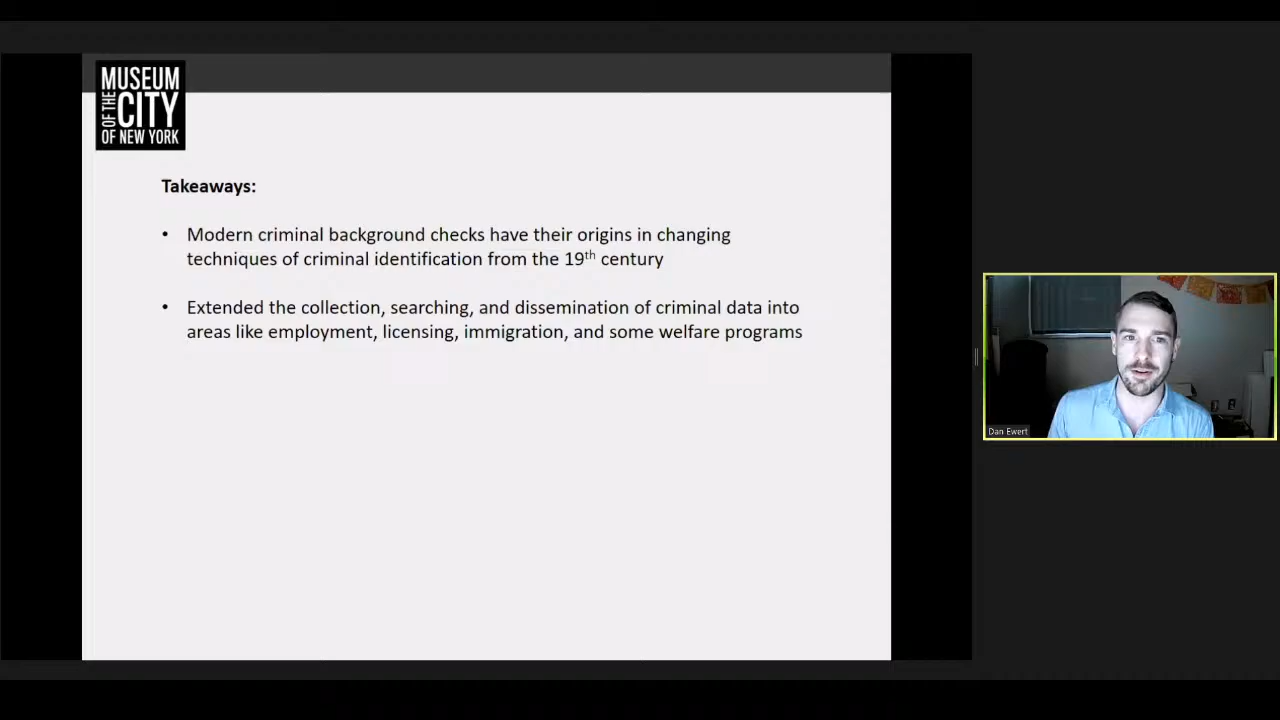 MUSEUM
OF THE CITY
OF NEW YORK
Takeaways:
• Modern criminal background checks have their origins in changing
techniques of criminal identification from the 19th century
• Extended the collection, searching, and dissemination of criminal data into
areas like employment, licensing, immigration, and some welfare programs
Dan Ewert